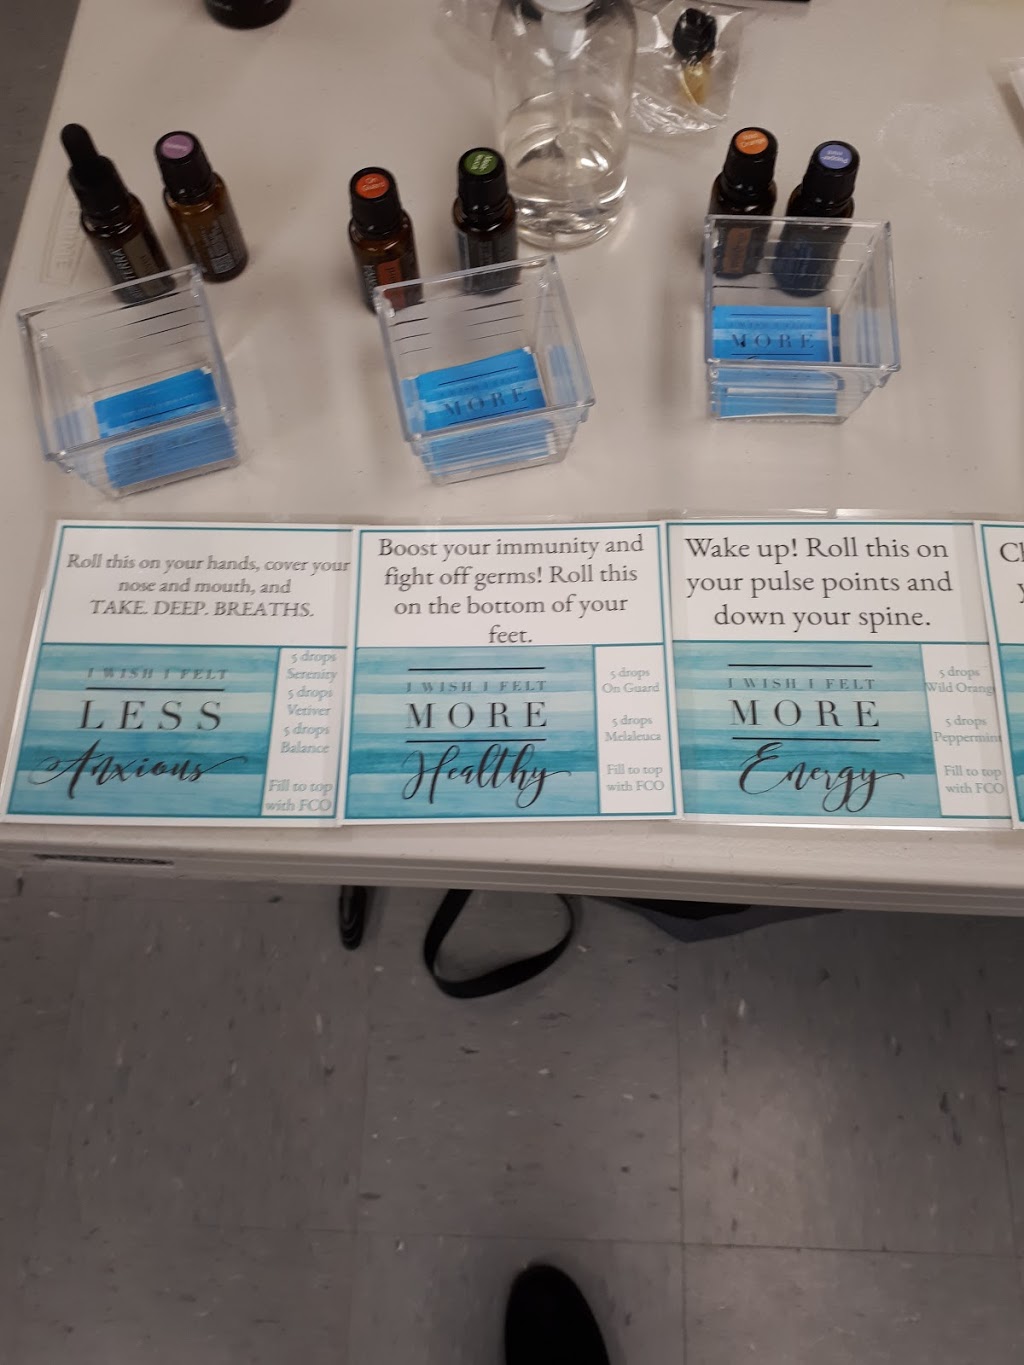 On Guard
Wild Orange
MORE
MORE
Roll this on your hands, cover your
nose and mouth, and
TAKE. DEEP. BREATHS.
I WISH I FELT
LESS
Anxious
5 drops
Serenity
5 drops
Vetiver
5 drops
Balance
Fill to top
with FCO
Boost your immunity and
fight off germs! Roll this
on the bottom of your
feet.
I WISH I FELT
MORE
Healthy
5 drops
On Guard
5 drops
Melaleuca
Fill to top
with FCO
Wake up! Roll this on
your pulse points and
down your spine.
I WISH I FELT
MORE
Energy
5 drops
Wild Orang
5 drops
Peppermint
Fill to top
with FCO